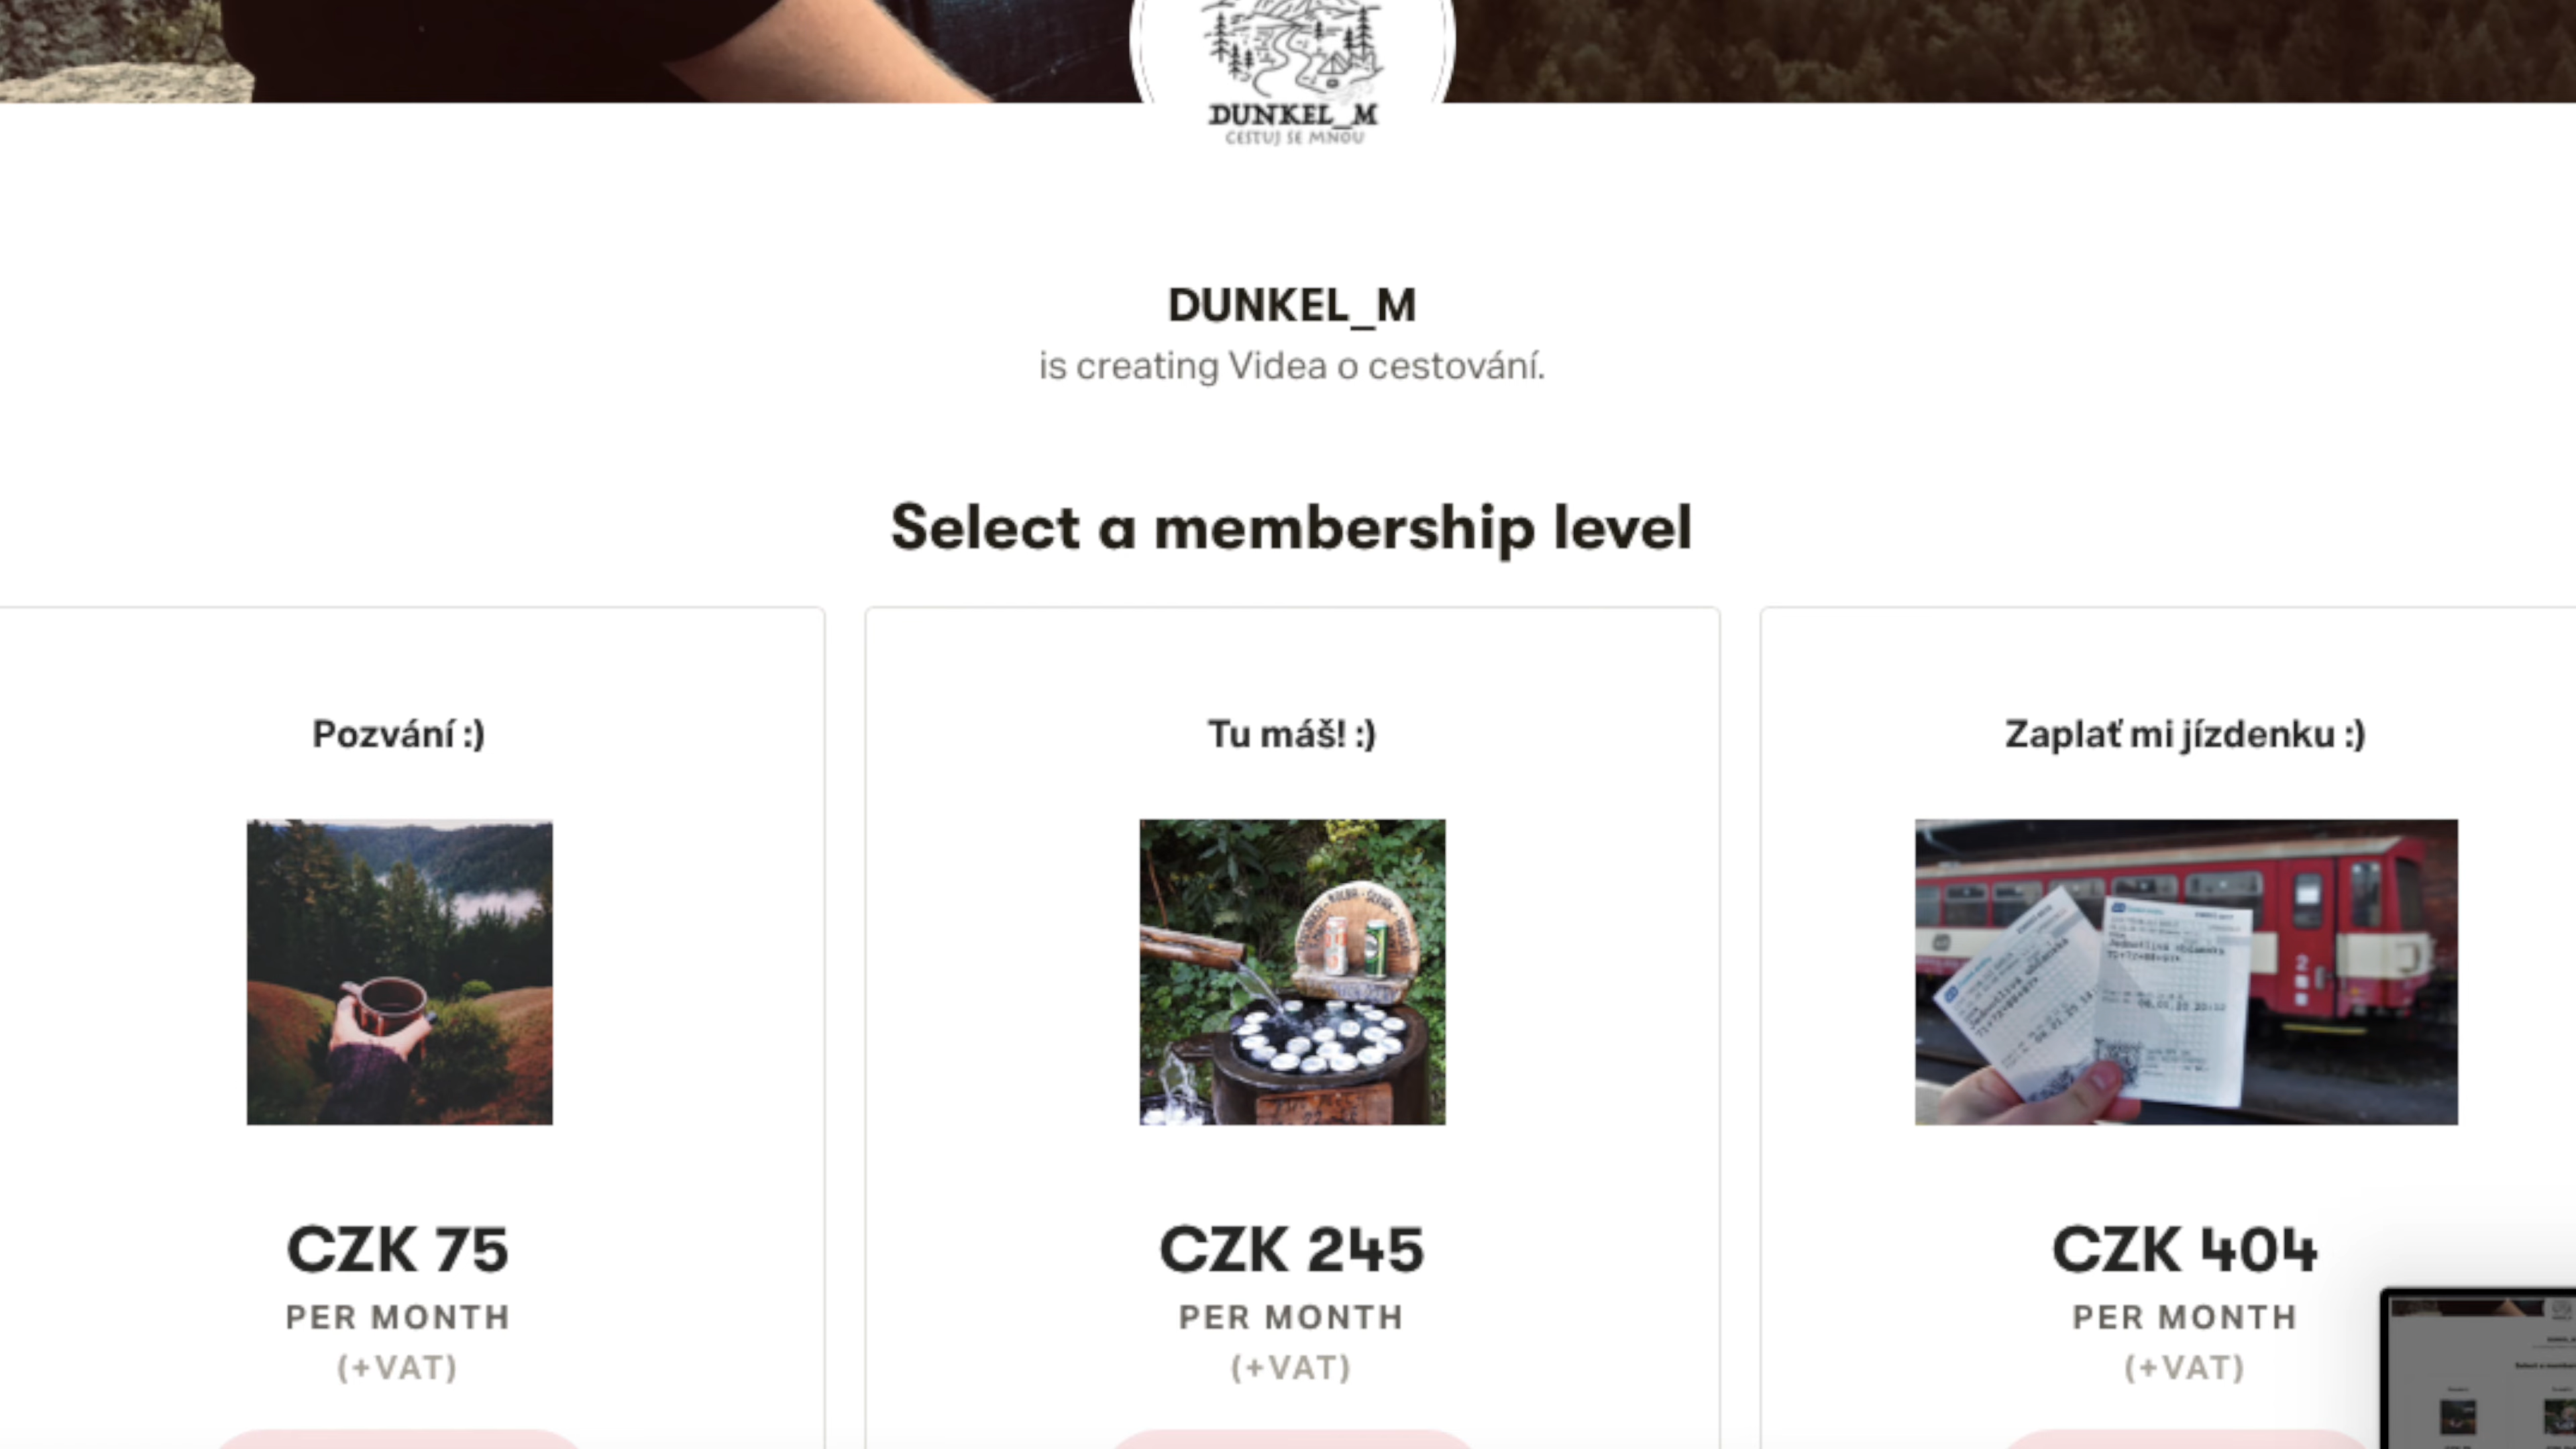 DUNKEL_M
CESTUJ SE MNOU
DUNKEL_M
is creating Videa o cestování.
Select a membership level
Pozvání :)
CZK 75
PER MONTH
(+VAT)
Tu máš! :)
CZK 245
PER MONTH
(+VAT)
Zaplať mi jízdenku :)
CZK 404
PER MONTH
(+VAT)